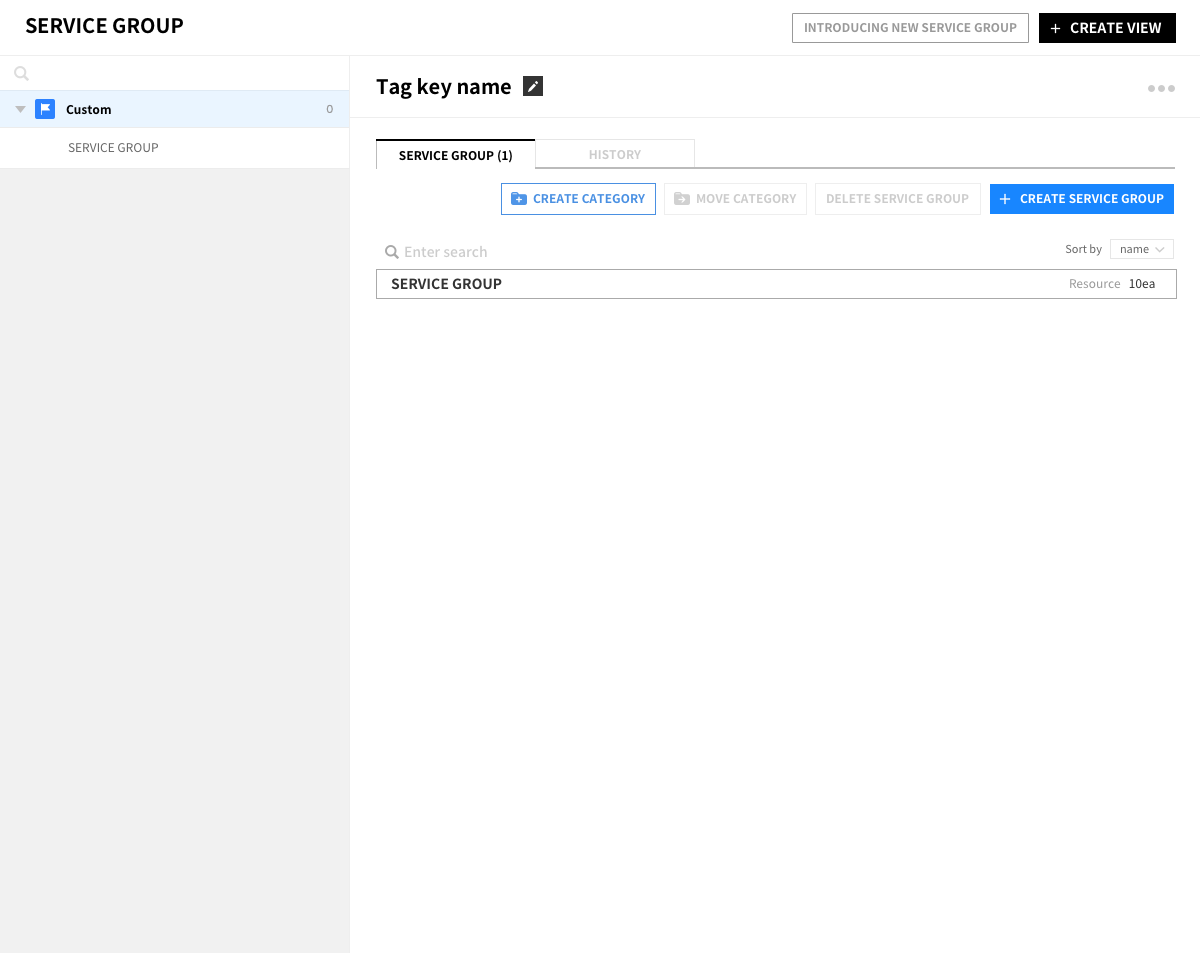 SERVICE GROUP
INTRODUCING NEW SERVICE GROUP
CREATE VIEW
Custom
0
SERVICE GROUP
Tag key name
SERVICE GROUP (1)
HISTORY
CREATE CATEGORY
MOVE CATEGORY
DELETE SERVICE GROUP
CREATE SERVICE GROUP
Enter search
Sort by
name
SERVICE GROUP
Resource 10ea